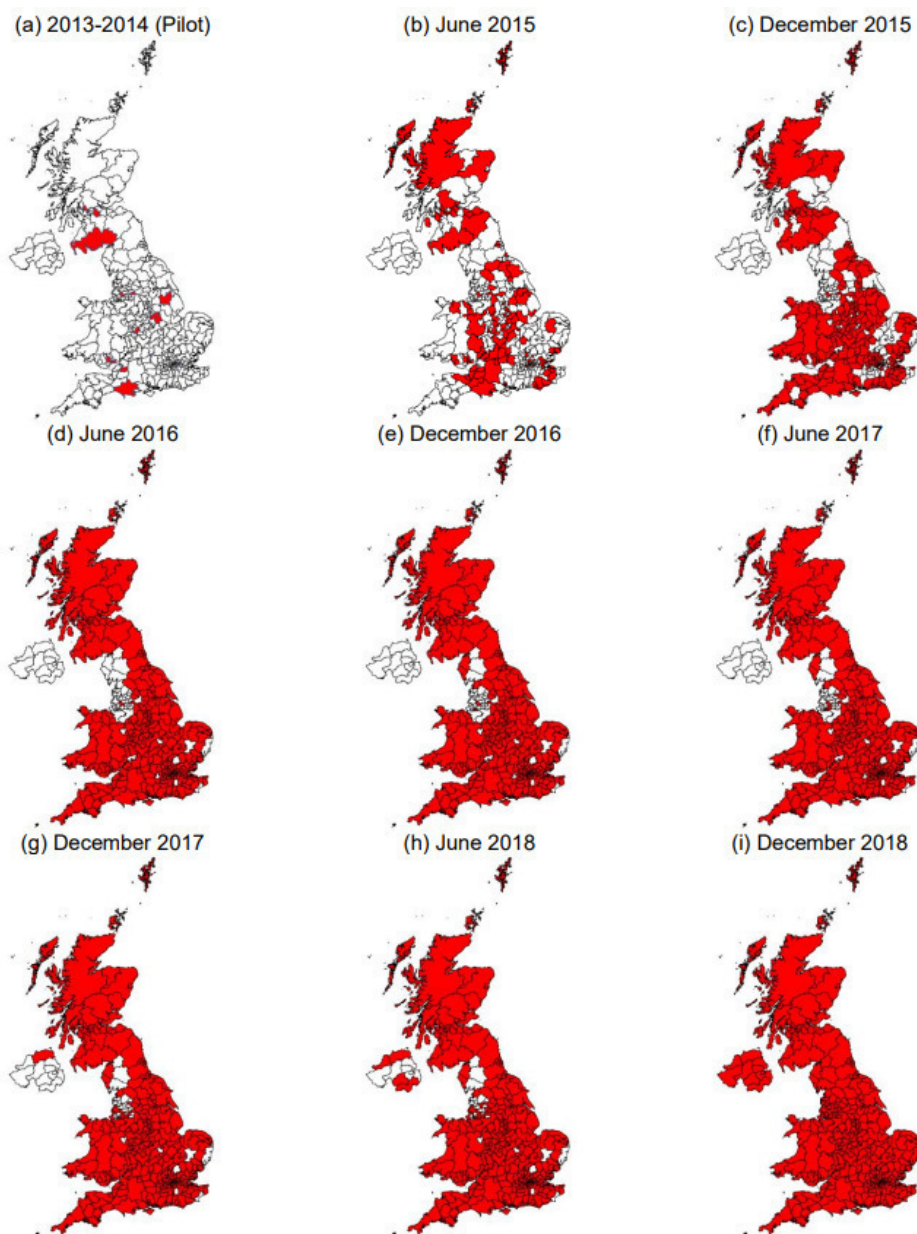 (a) 2013-2014 (Pilot)
(b) June 2015
(c) December 2015
(d) June 2016
(e) December 2016
(f) June 2017
(g) December 2017
(h) June 2018
(i) December 2018